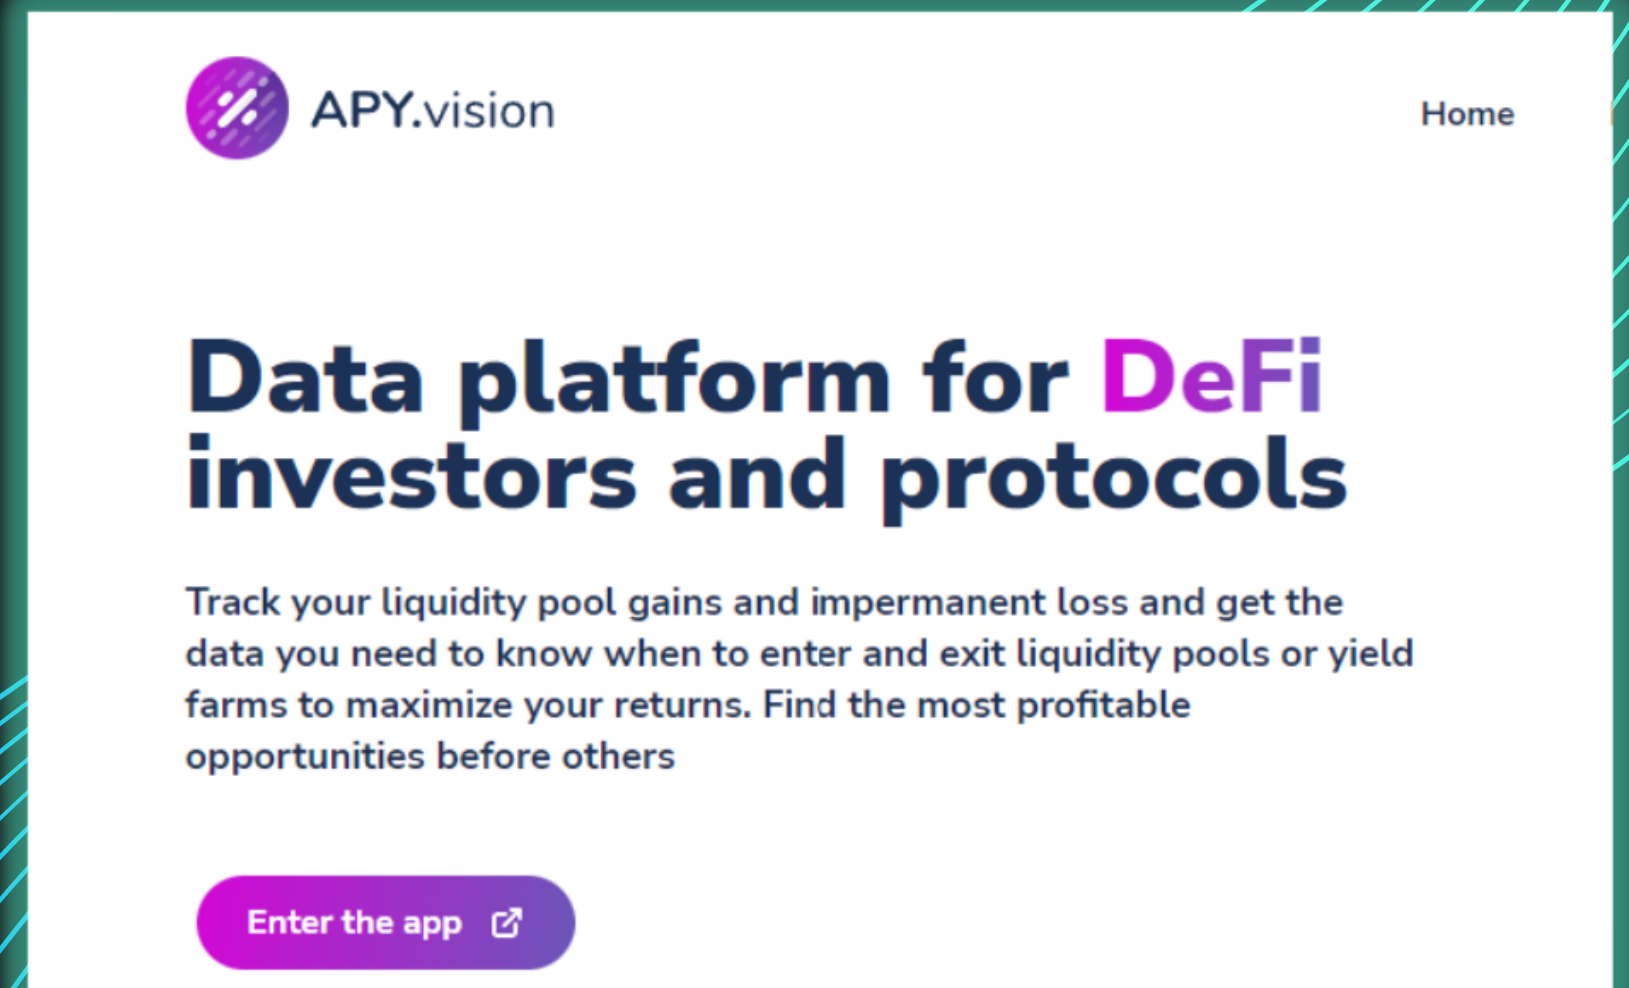 APY.vision
Home
Data platform for DeFi
investors and protocols
Track your liquidity pool gains and impermanent loss and get the
data you need to know when to enter and exit liquidity pools or yield
farms to maximize your returns. Find the most profitable
opportunities before others
Enter the app